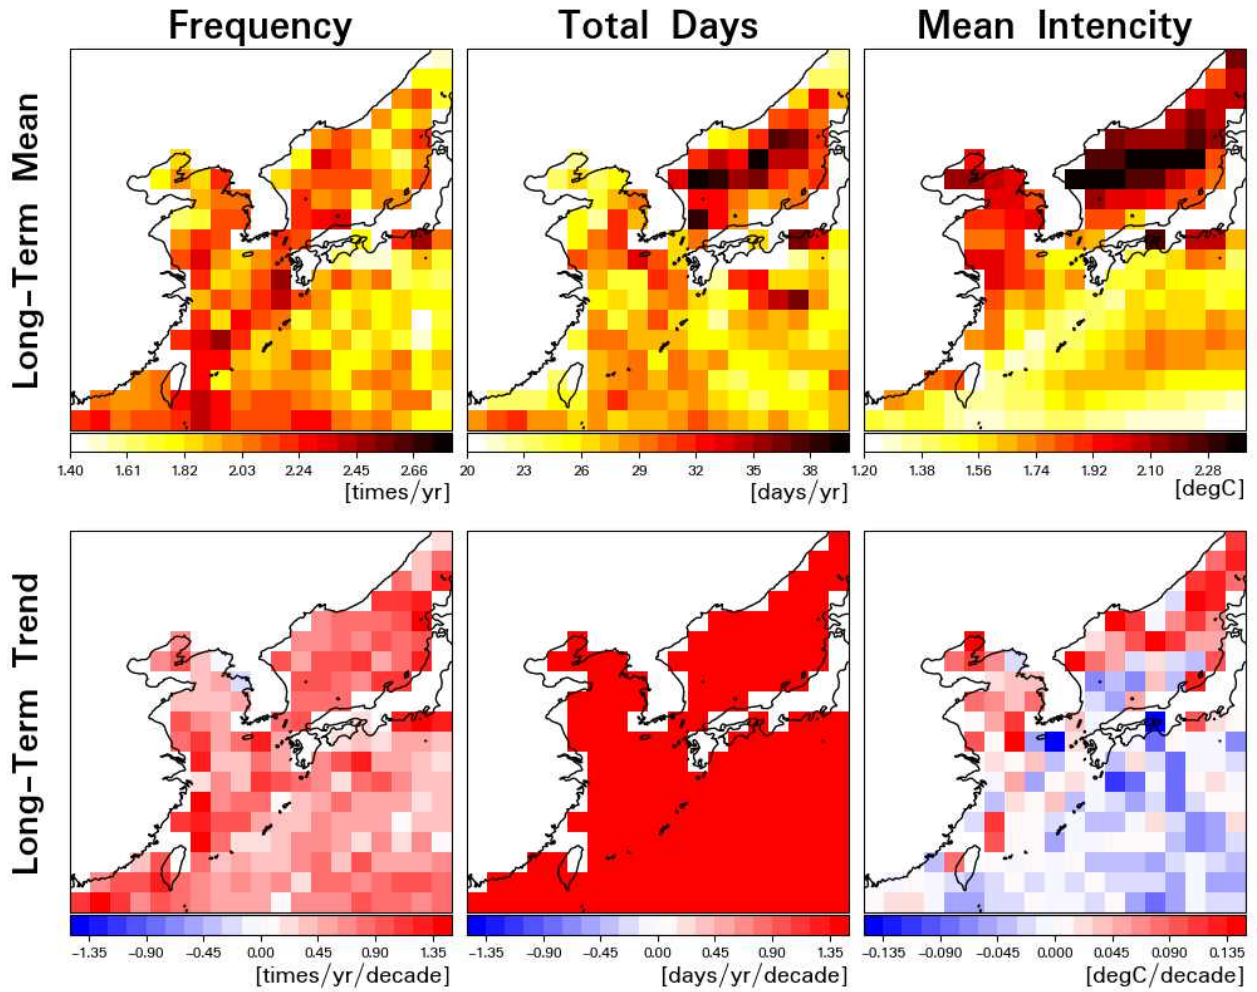 Frequency Total Days Mean Intencity
Long-Term Mean
1.40 1.61 1.82 2.03 2.24 2.45 2.66
[times/yr]
20 23 26 29 32 35 38
[days/yr]
1.20 1.38 1.56 1.74 1.92 2.10 2.28
[degC]
Long-Term Trend
-1.35 -0.90 -0.45 0.00 0.45 0.90 1.35
[times/yr/decade]
-1.35 -0.90 -0.45 0.00 0.45 0.90 1.35
[days/yr/decade]
-0.135 -0.090 -0.045 0.000 0.045 0.090 0.135
[degC/decade]